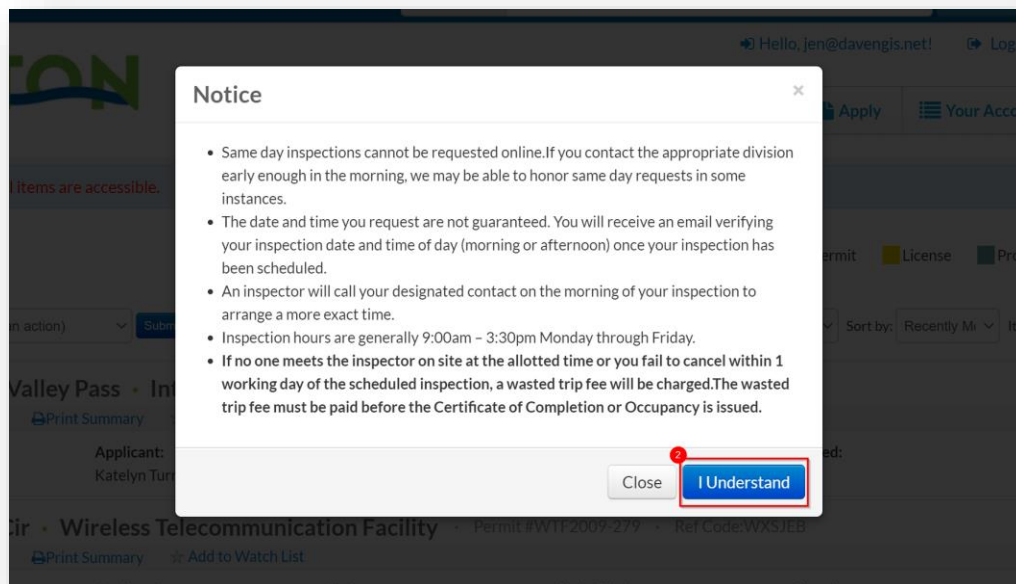 Hello, jen@davengis.net! Log
Notice ×
Apply Your Acco
• Same day inspections cannot be requested online.If you contact the appropriate division
early enough in the morning, we may be able to honor same day requests in some
instances.
• The date and time you request are not guaranteed. You will receive an email verifying
your inspection date and time of day (morning or afternoon) once your inspection has
been scheduled.
• An inspector will call your designated contact on the morning of your inspection to
arrange a more exact time.
• Inspection hours are generally 9:00am – 3:30pm Monday through Friday.
• If no one meets the inspector on site at the allotted time or you fail to cancel within 1
working day of the scheduled inspection, a wasted trip fee will be charged.The wasted
trip fee must be paid before the Certificate of Completion or Occupancy is issued.
items are accessible.
ermit License Pro
n action) Subm Sort by: Recently M It
Valley Pass · Int
Print Summary
Applicant: ed:
Katelyn Tur
2
Close I Understand
Cir · Wireless Telecommunication Facility · Permit #WTF2009-279 · Ref Code:WXSJEB
Print Summary Add to Watch List